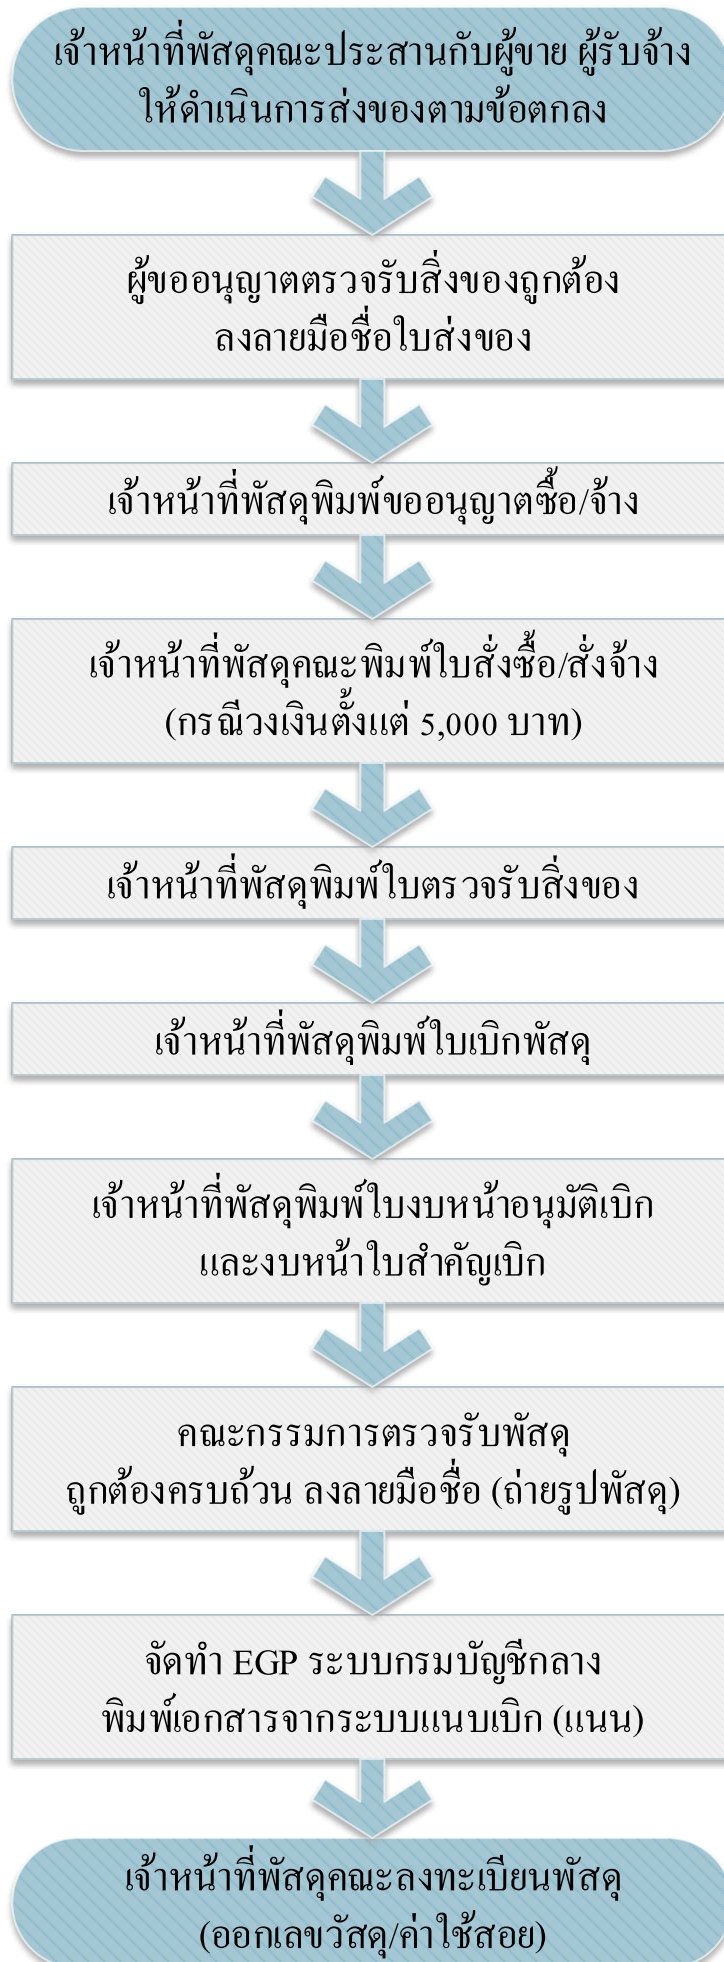 เจ้าหน้าที่พัสดุคณะประสานกับผู้ขาย ผู้รับจ้าง
ให้ดำเนินการส่งของตามข้อตกลง
ผู้ขออนุญาตตรวจรับสิ่งของถูกต้อง
ลงลายมือชื่อใบส่งของ
เจ้าหน้าที่พัสดุพิมพ์ขออนุญาตซื้อ/จ้าง
เจ้าหน้าที่พัสดุคณะพิมพ์ใบสั่งซื้อ/สั่งจ้าง
(กรณีวงเงินตั้งแต่ 5,000 บาท)
เจ้าหน้าที่พัสดุพิมพ์ใบตรวจรับสิ่งของ
เจ้าหน้าที่พัสดุพิมพ์ใบเบิกพัสดุ
เจ้าหน้าที่พัสดุพิมพ์ใบงบหน้าอนุมัติเบิก
และงบหน้าใบสำคัญเบิก
คณะกรรมการตรวจรับพัสดุ
ถูกต้องครบถ้วน ลงลายมือชื่อ (ถ่ายรูปพัสดุ)
จัดทำ EGP ระบบกรมบัญชีกลาง
พิมพ์เอกสารจากระบบแนบเบิก (แนน)
เจ้าหน้าที่พัสดุคณะลงทะเบียนพัสดุ
(ออกเลขวัสดุ/ค่าใช้สอย)